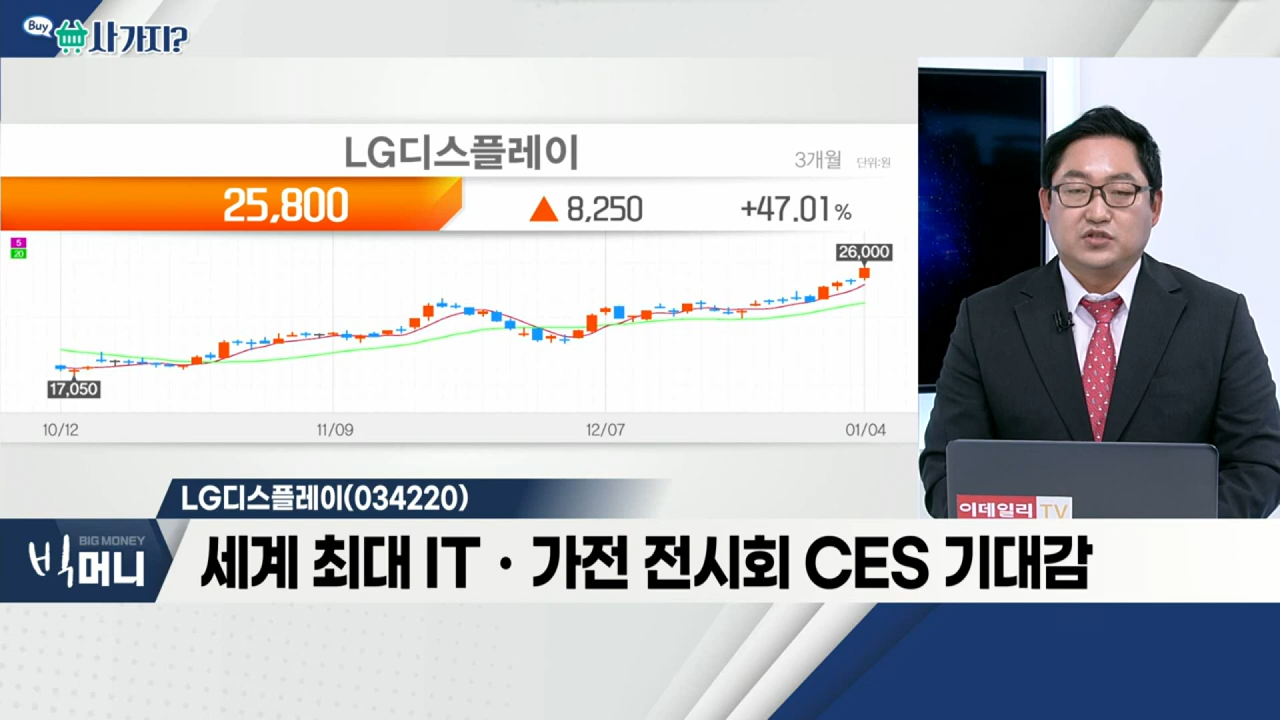 Buy
사가지?
LG디스플레이
3개월 단위:원
25,800 ▲ 8,250 +47.01%
5
20
26,000
17,050
10/12 11/09 12/07 01/04
LG디스플레이(034220)
이데일리TV
BIG MONEY
빅머니
세계 최대 IT · 가전 전시회 CES 기대감